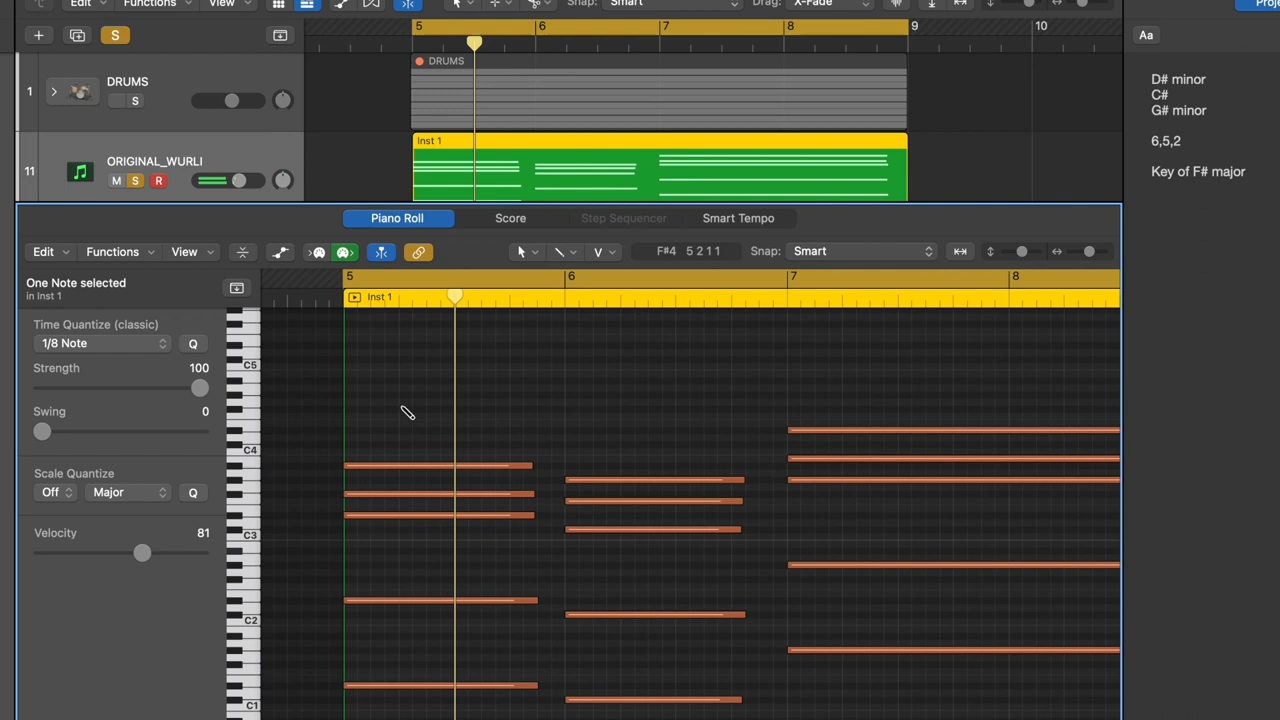 Edit Functions View Snap: Smart Drag: X-Fade Proje
S 5 6 7 8 9 10 Aa
DRUMS
1 DRUMS
S
D# minor
C#
G# minor
6,5,2
Key of F# major
Inst 1
11 ORIGINAL_WURLI
M S R
Piano Roll Score Step Sequencer Smart Tempo
Edit Functions View F#4 5 2 1 1 Snap: Smart
One Note selected
in Inst 1
5 6 7 8
Inst 1
Time Quantize (classic)
1/8 Note Q
Strength 100
Swing 0
Scale Quantize
Off Major Q
Velocity 81
C5
C4
C3
C2
C1